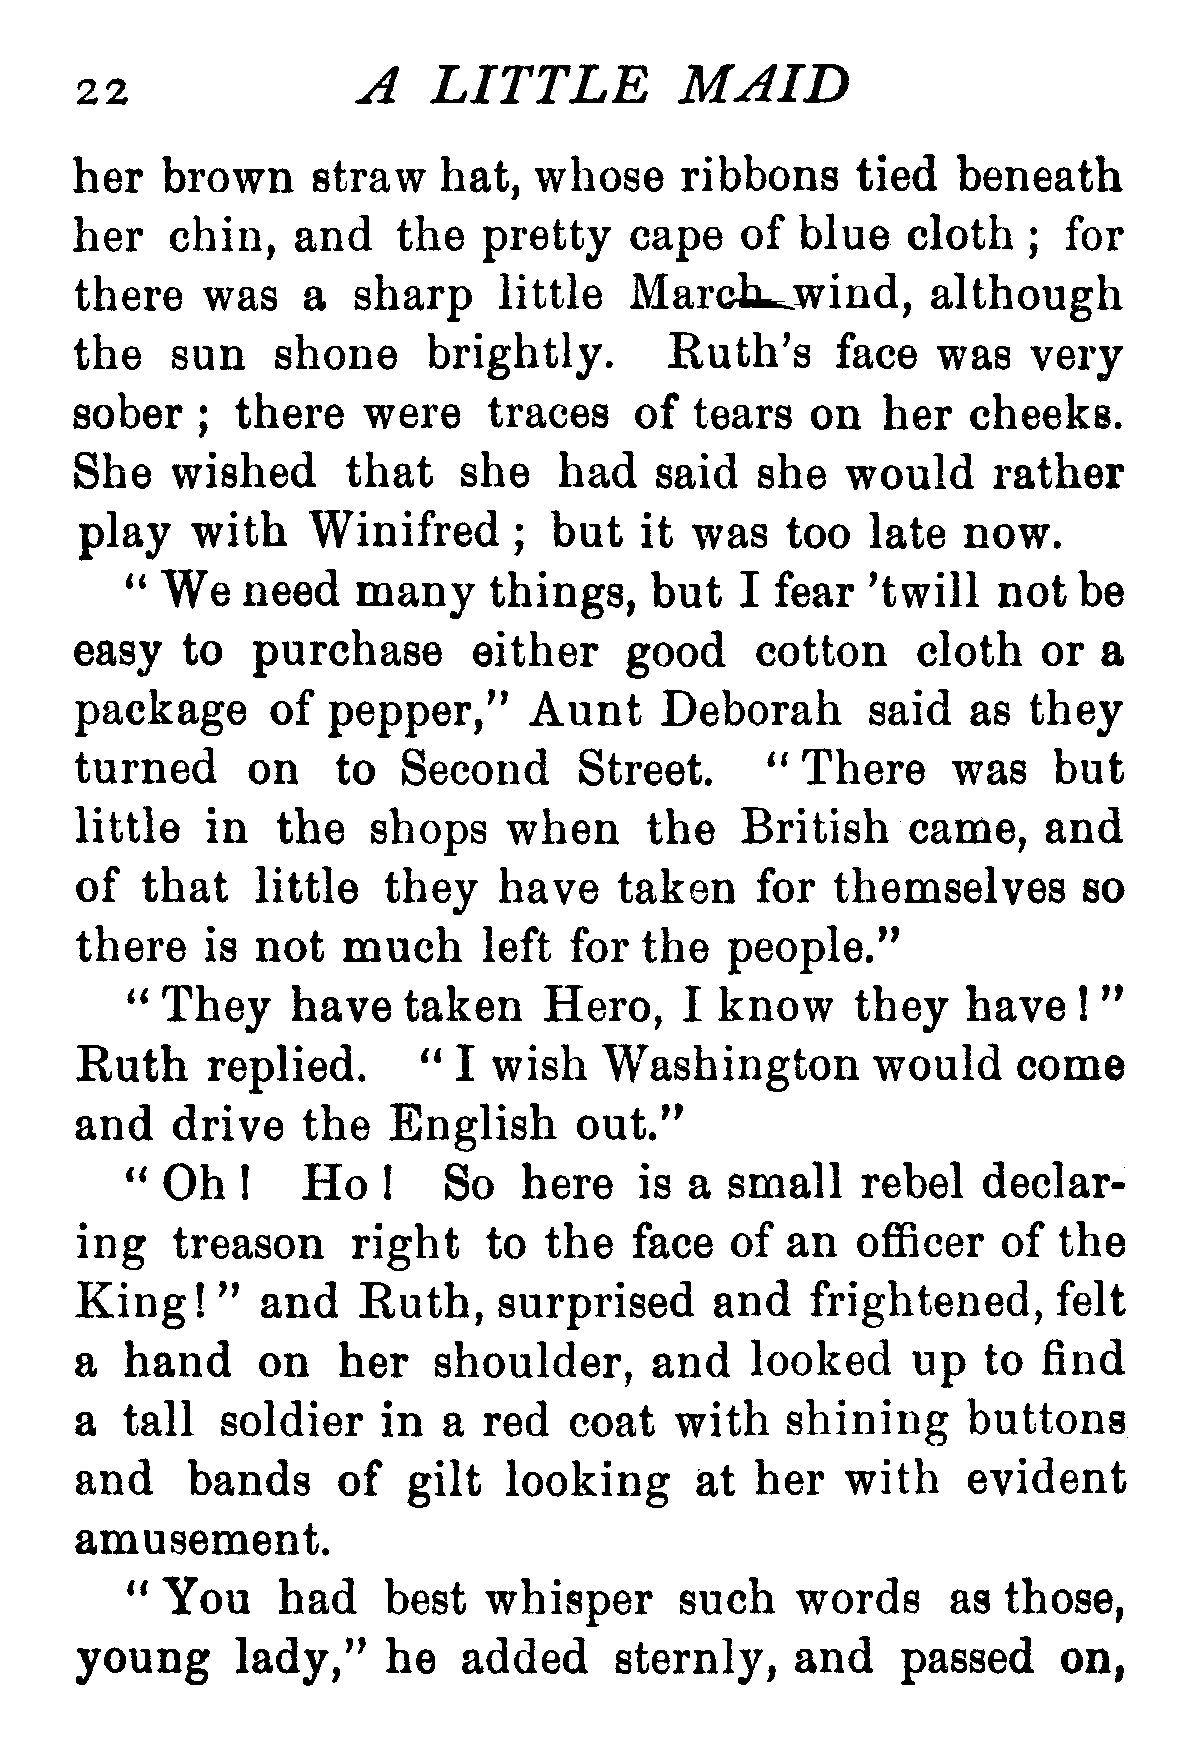 22 A LITTLE MAID
her brown straw hat, whose ribbons tied beneath
her chin, and the pretty cape of blue cloth ; for
there was a sharp little March wind, although
the sun shone brightly. Ruth's face was very
sober ; there were traces of tears on her cheeks.
She wished that she had said she would rather
play with Winifred ; but it was too late now.
“ We need many things, but I fear ’twill not be
easy to purchase either good cotton cloth or a
package of pepper,” Aunt Deborah said as they
turned on to Second Street. “ There was but
little in the shops when the British came, and
of that little they have taken for themselves so
there is not much left for the people.”
“ They have taken Hero, I know they have ! ”
Ruth replied. “ I wish Washington would come
and drive the English out.”
“ Oh ! Ho ! So here is a small rebel declar-
ing treason right to the face of an officer of the
King! ” and Ruth, surprised and frightened, felt
a hand on her shoulder, and looked up to find
a tall soldier in a red coat with shining buttons
and bands of gilt looking at her with evident
amusement.
“ You had best whisper such words as those,
young lady,” he added sternly, and passed on,